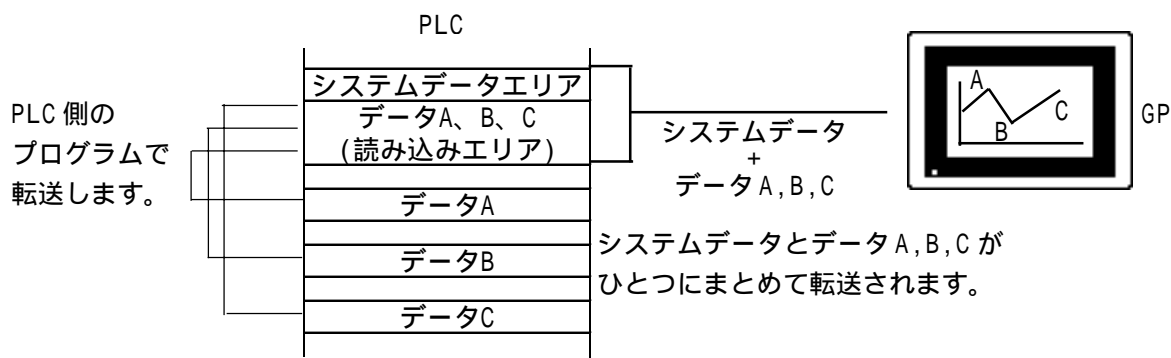 PLC
システムデータエリア
データA、B、C
(読み込みエリア)
データA
データB
データC
PLC側の
プログラムで
転送します。
システムデータ
+
データA,B,C
A
B
C
GP
システムデータとデータA,B,Cが
ひとつにまとめて転送されます。